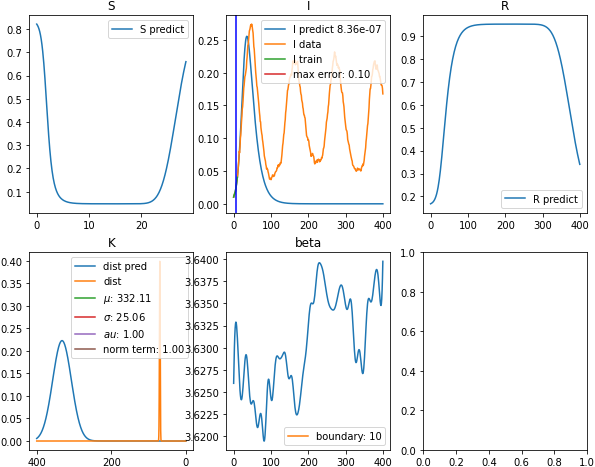 S
0.8
0.7
0.6
0.5
0.4
0.3
0.2
0.1
0 10 20
S predict
I
0.25
0.20
0.15
0.10
0.05
0.00
0 100 200 300 400
I predict 8.36e-07
I data
I train
max error: 0.10
R
0.9
0.8
0.7
0.6
0.5
0.4
0.3
0.2
0 100 200 300 400
R predict
K
0.40
0.35
0.30
0.25
0.20
0.15
0.10
0.05
0.00
400 200 0
dist pred
dist
μ: 332.11
σ: 25.06
au: 1.00
norm term: 1.00
beta
3.6400
3.6375
3.6350
3.6325
3.6300
3.6275
3.6250
3.6225
3.6200
0 100 200 300 400
boundary: 10
1.0
0.8
0.6
0.4
0.2
0.0
0.0 0.2 0.4 0.6 0.8 1.0